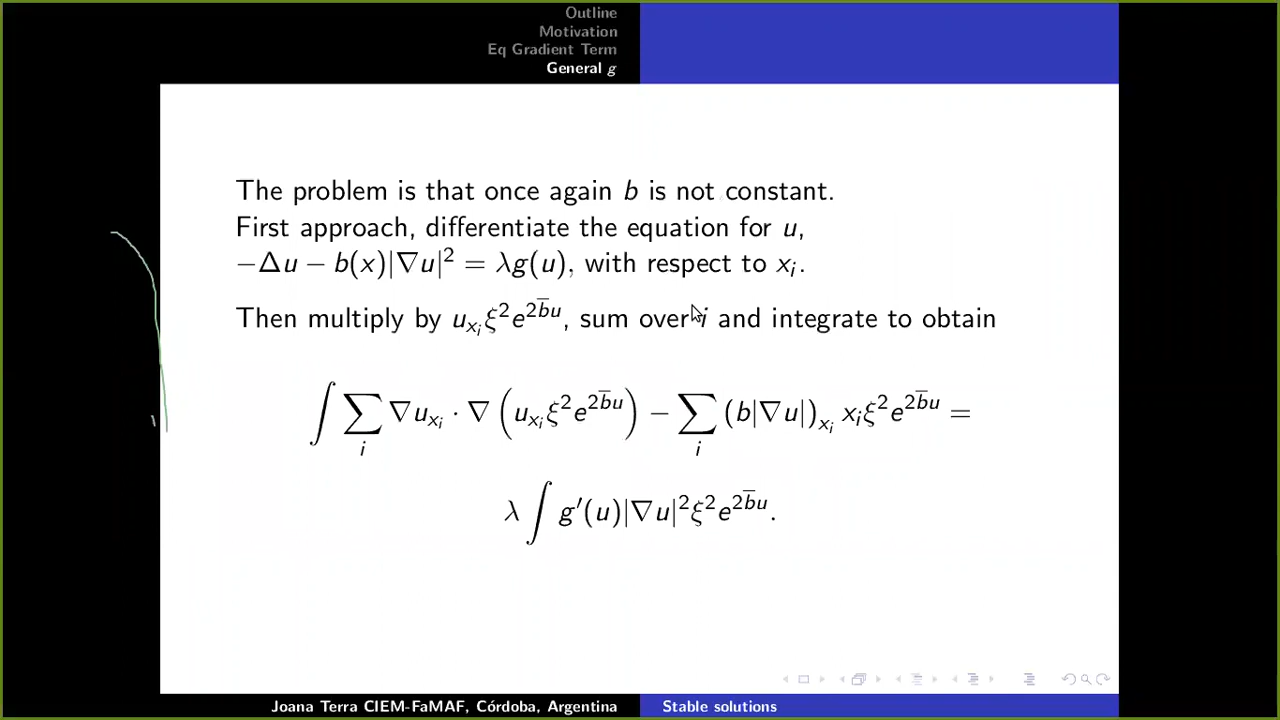 Outline
Motivation
Eq Gradient Term
General g
The problem is that once again b is not constant.
First approach, differentiate the equation for u,
−Δu − b(x)|∇u|² = λg(u), with respect to xᵢ.
Then multiply by u_{xᵢ}ξ²e^{2b̅u}, sum over i and integrate to obtain
∫ ∑_i ∇u_{xᵢ} · ∇(u_{xᵢ}ξ²e^{2b̅u}) − ∑_i (b|∇u|)_{xᵢ} xᵢξ²e^{2b̅u} =
λ ∫ g′(u)|∇u|²ξ²e^{2b̅u}.
Joana Terra CIEM-FaMAF, Córdoba, Argentina Stable solutions